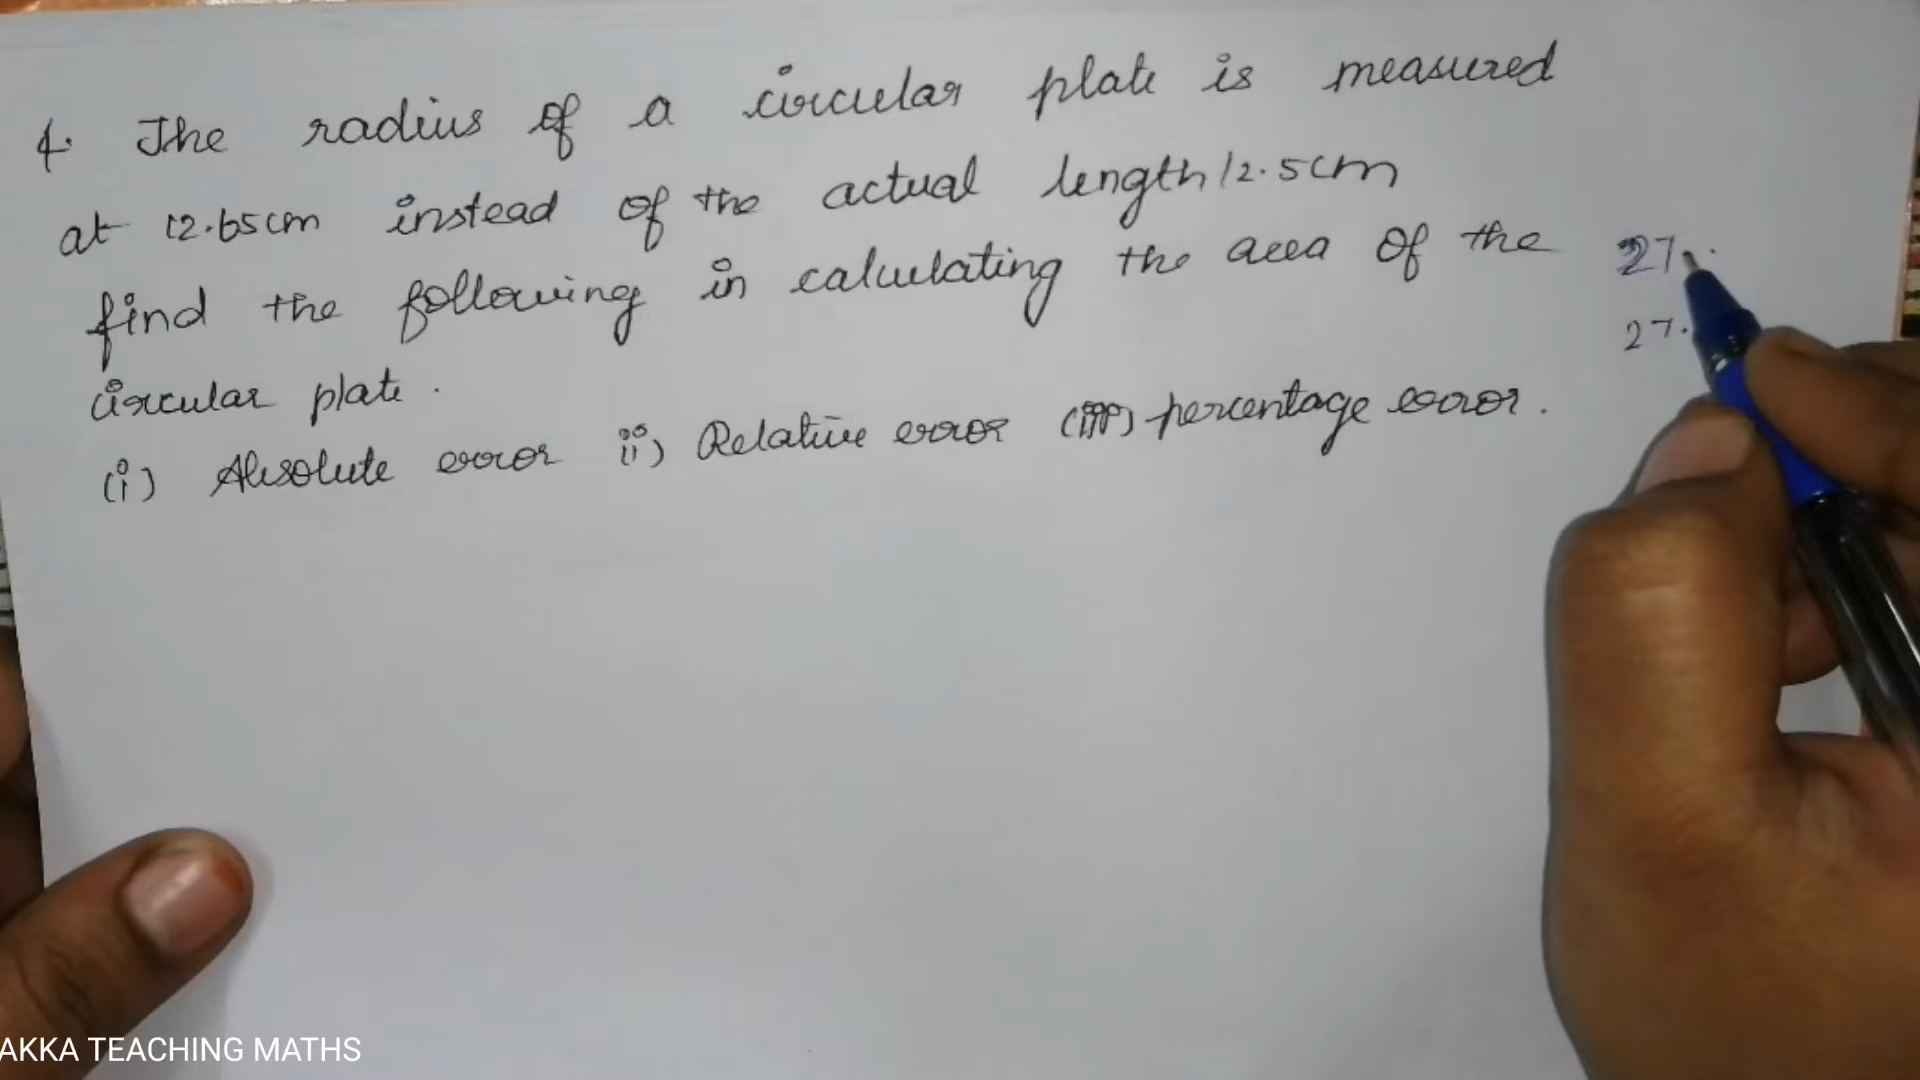 4. The radius of a circular plate is measured
at 12.65cm instead of the actual length 12.5cm
find the following in calculating the area of the
circular plate.
(i) Absolute error ii) Relative error (iii) percentage error.
27.
27.
AKKA TEACHING MATHS